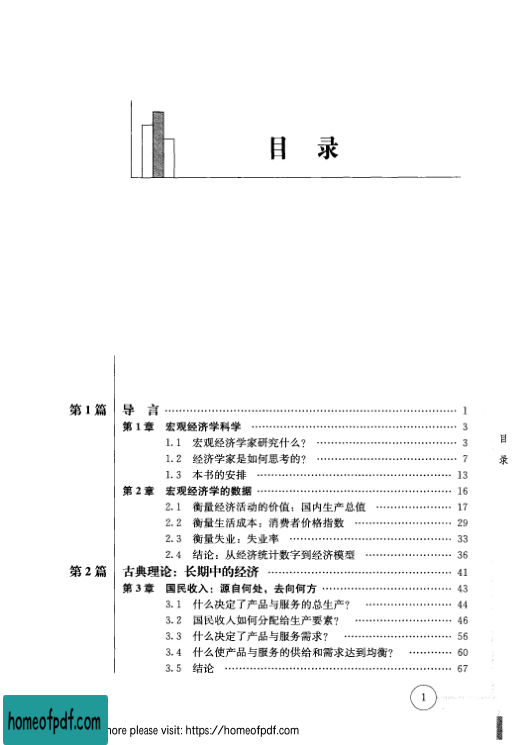 目 录
第1篇 导 言 1
第1章 宏观经济学科学 3
1.1 宏观经济学家研究什么? 3
1.2 经济学家是如何思考的? 7
1.3 本书的安排 13
第2章 宏观经济学的数据 16
2.1 衡量经济活动的价值:国内生产总值 17
2.2 衡量生活成本:消费者价格指数 29
2.3 衡量失业:失业率 33
2.4 结论:从经济统计数字到经济模型 36
第2篇 古典理论:长期中的经济 41
第3章 国民收入:源自何处,去向何方 43
3.1 什么决定了产品与服务的总生产? 44
3.2 国民收入如何分配给生产要素? 46
3.3 什么决定了产品与服务需求? 56
3.4 什么使产品与服务的供给和需求达到均衡? 60
3.5 结论 67
目
录
1
homeofpdf.com
ore please visit: https://homeofpdf.com